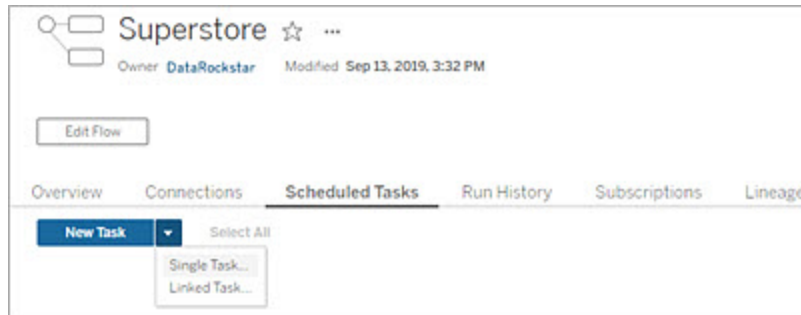 Superstore ...
Owner DataRockstar Modified Sep 13, 2019, 3:32 PM
Edit Flow
Overview Connections Scheduled Tasks Run History Subscriptions Lineage
New Task Select All
Single Task...
Linked Task...